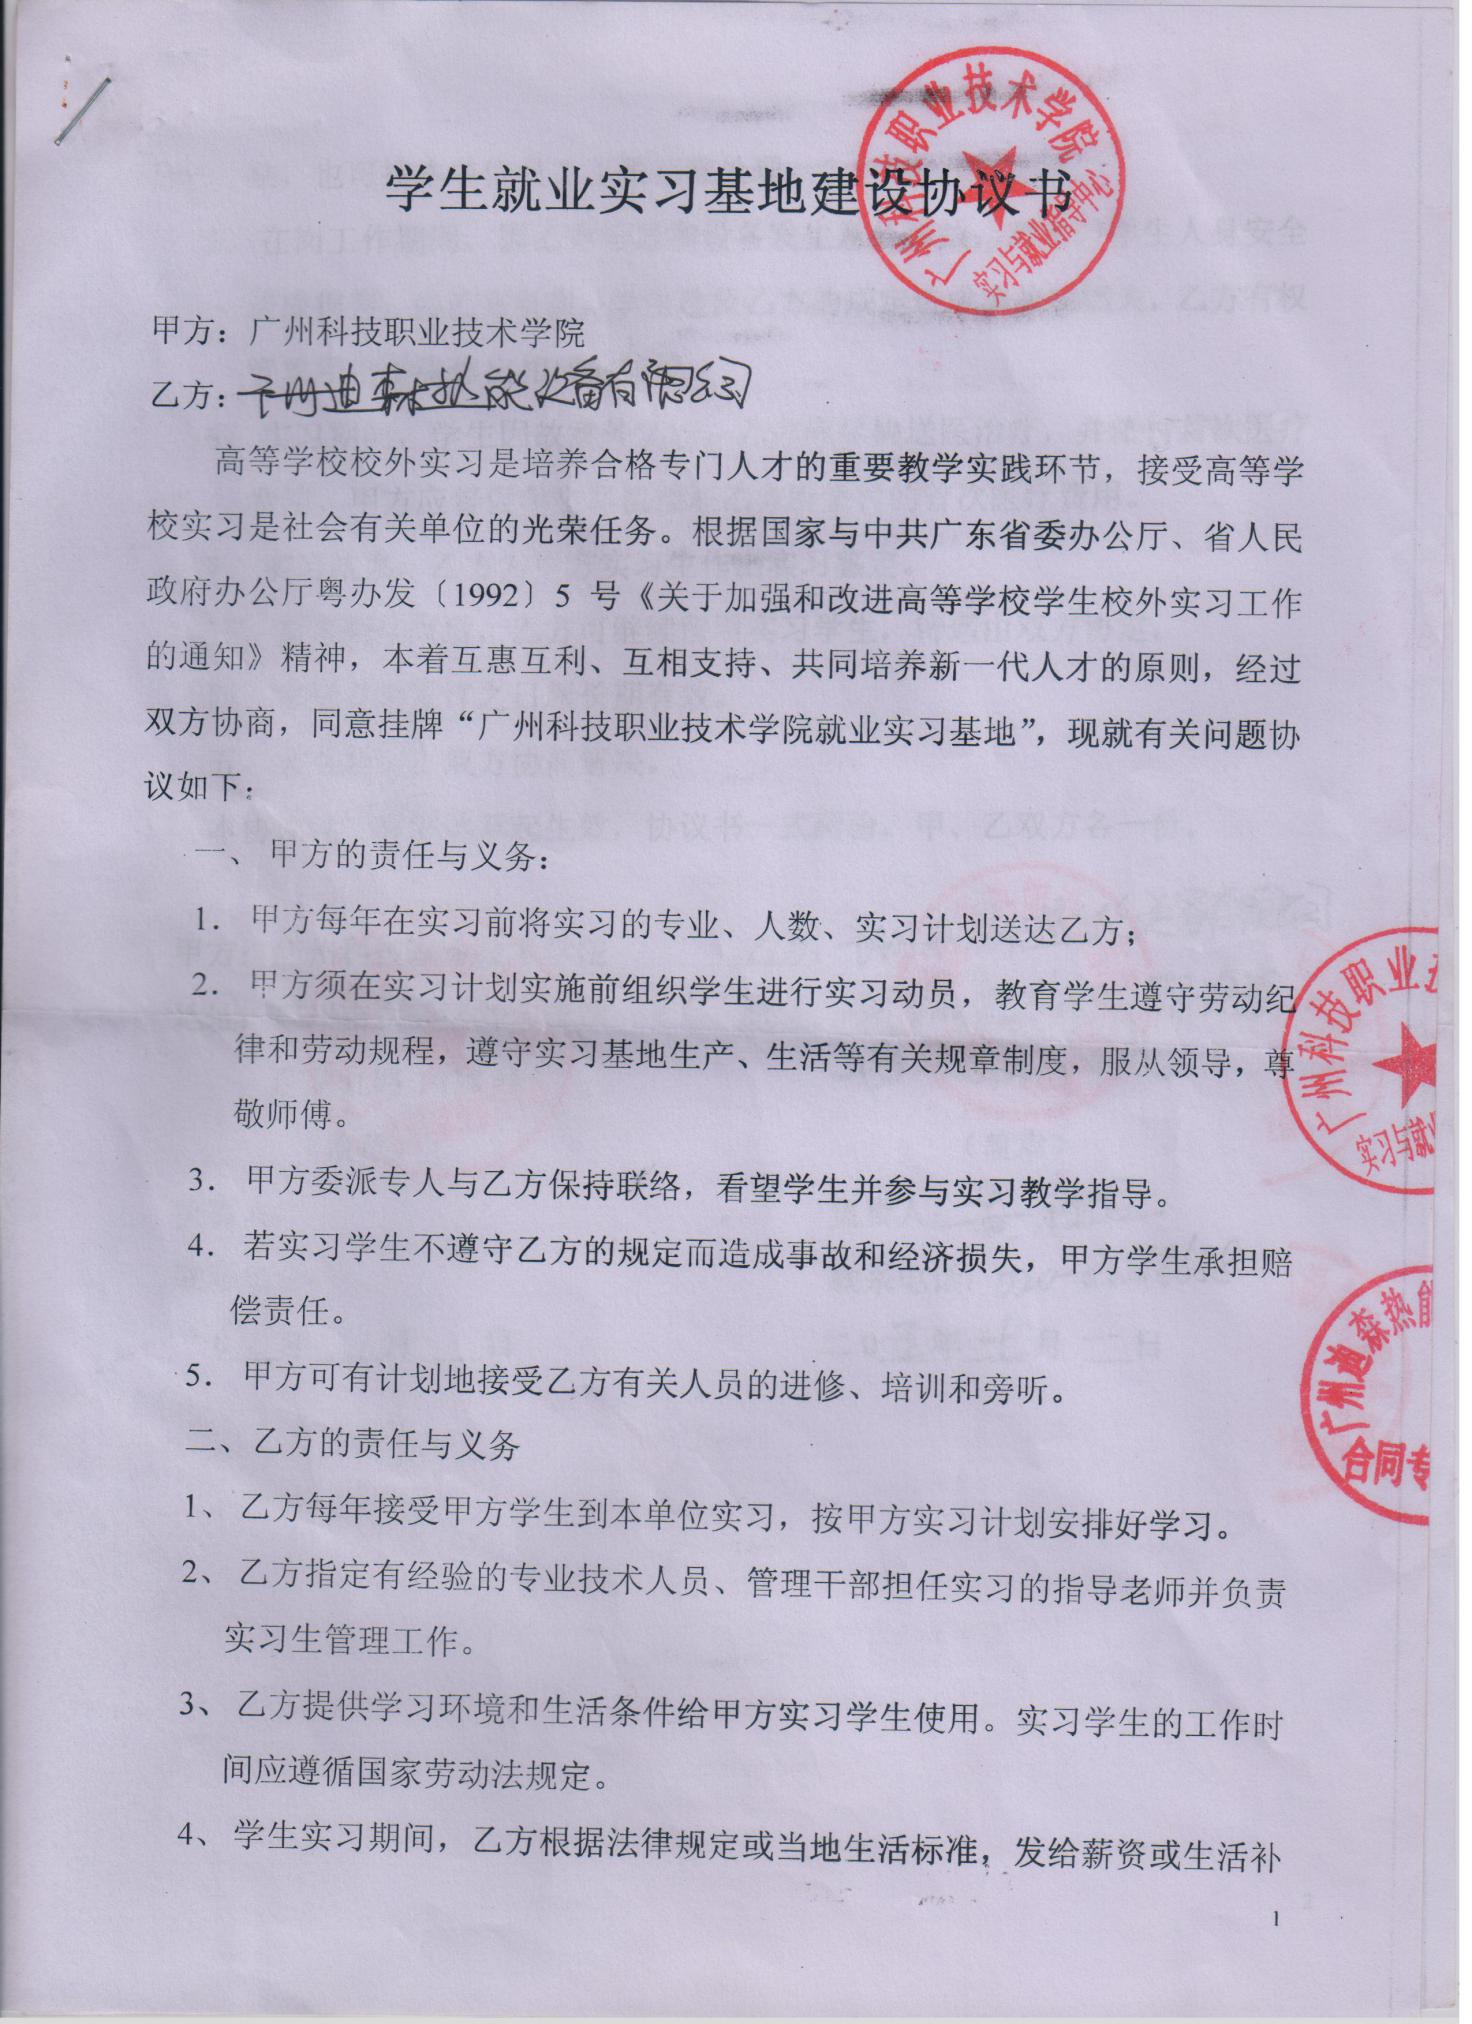 学生就业实习基地建设协议书
广州科技职业技术学院
实习与就业指导中心
甲方：广州科技职业技术学院
乙方：广州迪森热能设备有限公司
高等学校校外实习是培养合格专门人才的重要教学实践环节，接受高等学
校实习是社会有关单位的光荣任务。根据国家与中共广东省委办公厅、省人民
政府办公厅粤办发〔1992〕5 号《关于加强和改进高等学校学生校外实习工作
的通知》精神，本着互惠互利、互相支持、共同培养新一代人才的原则，经过
双方协商，同意挂牌“广州科技职业技术学院就业实习基地”，现就有关问题协
议如下：
一、 甲方的责任与义务：
1． 甲方每年在实习前将实习的专业、人数、实习计划送达乙方；
2． 甲方须在实习计划实施前组织学生进行实习动员，教育学生遵守劳动纪
律和劳动规程，遵守实习基地生产、生活等有关规章制度，服从领导，尊
敬师傅。
3． 甲方委派专人与乙方保持联络，看望学生并参与实习教学指导。
4． 若实习学生不遵守乙方的规定而造成事故和经济损失，甲方学生承担赔
偿责任。
5． 甲方可有计划地接受乙方有关人员的进修、培训和旁听。
二、乙方的责任与义务
1、 乙方每年接受甲方学生到本单位实习，按甲方实习计划安排好学习。
2、 乙方指定有经验的专业技术人员、管理干部担任实习的指导老师并负责
实习生管理工作。
3、 乙方提供学习环境和生活条件给甲方实习学生使用。实习学生的工作时
间应遵循国家劳动法规定。
4、 学生实习期间，乙方根据法律规定或当地生活标准，发给薪资或生活补
广州科技职业技
实习与就业
广州迪森热能
合同专
1